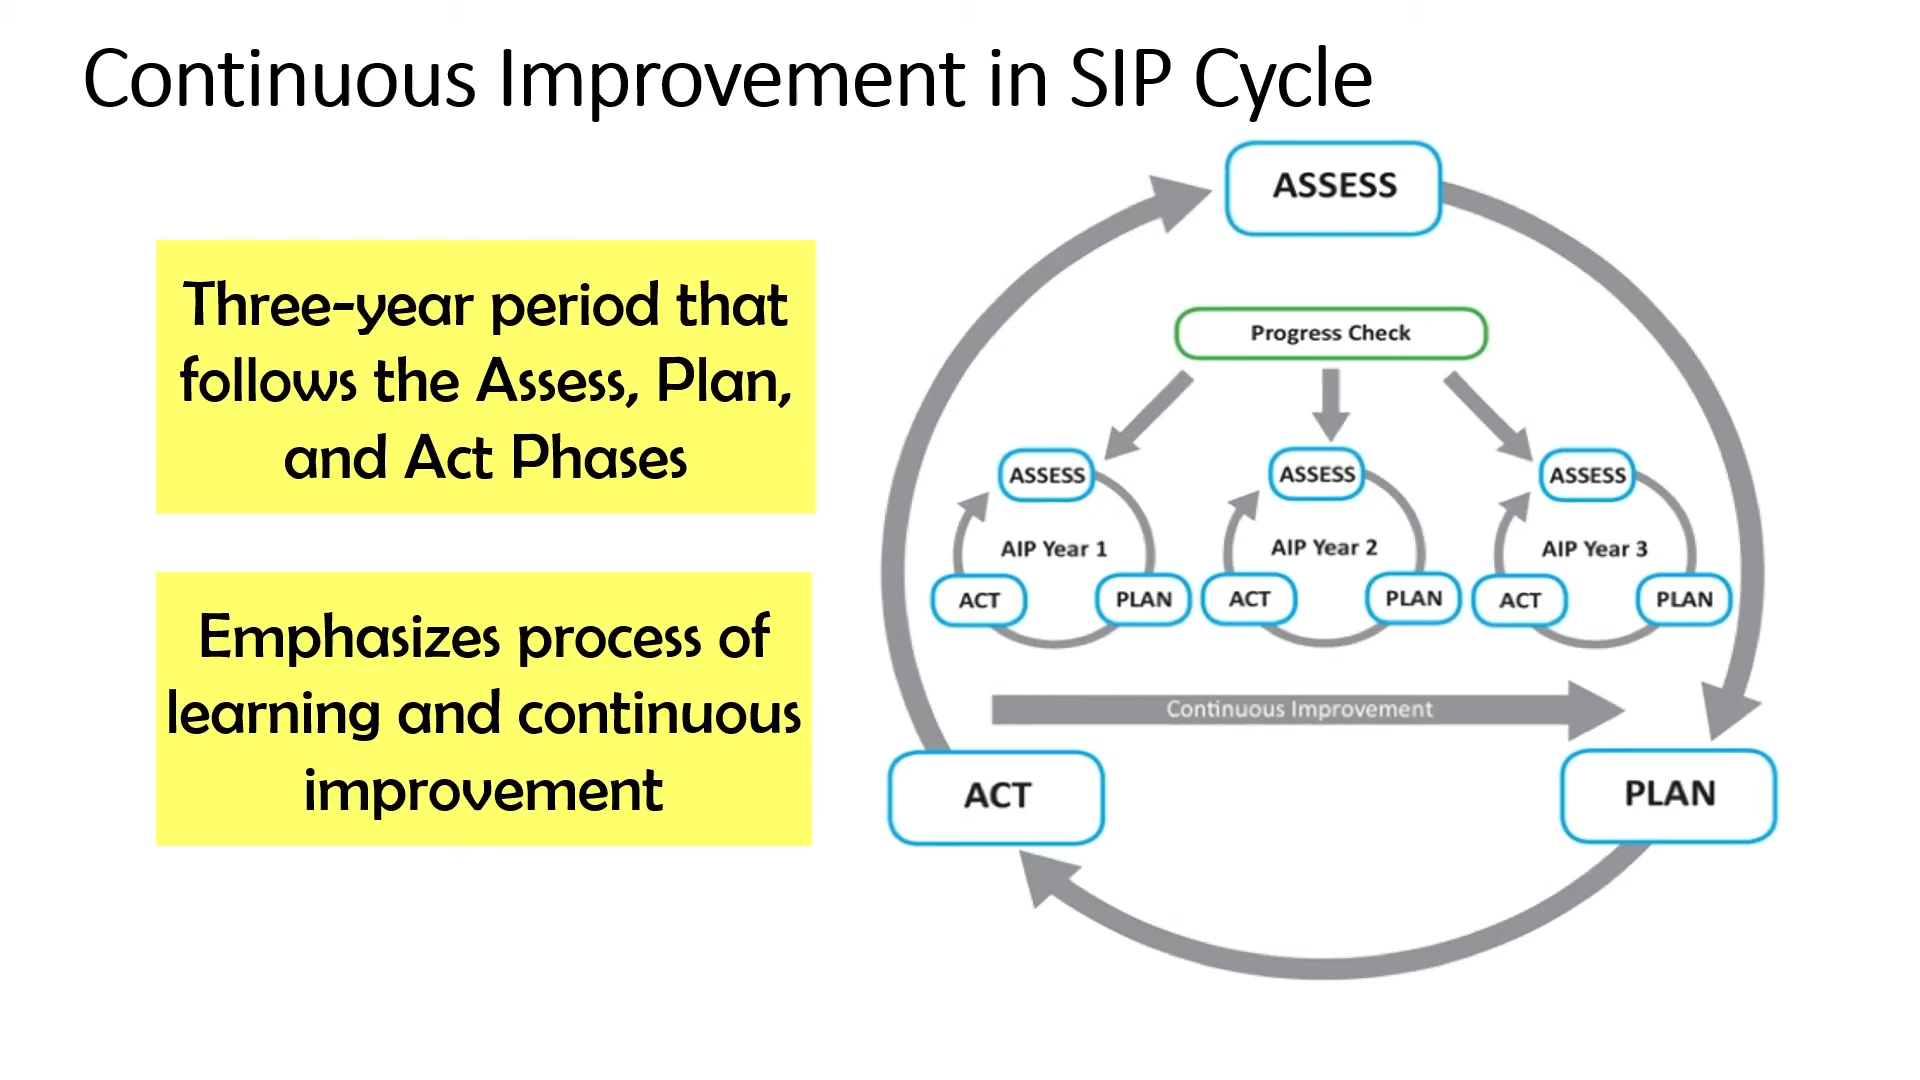 Continuous Improvement in SIP Cycle
Three-year period that
follows the Assess, Plan,
and Act Phases
Emphasizes process of
learning and continuous
improvement
ASSESS
Progress Check
ASSESS
AIP Year 1
ACT
PLAN
ASSESS
AIP Year 2
ACT
PLAN
ASSESS
AIP Year 3
ACT
PLAN
Continuous Improvement
ACT
PLAN